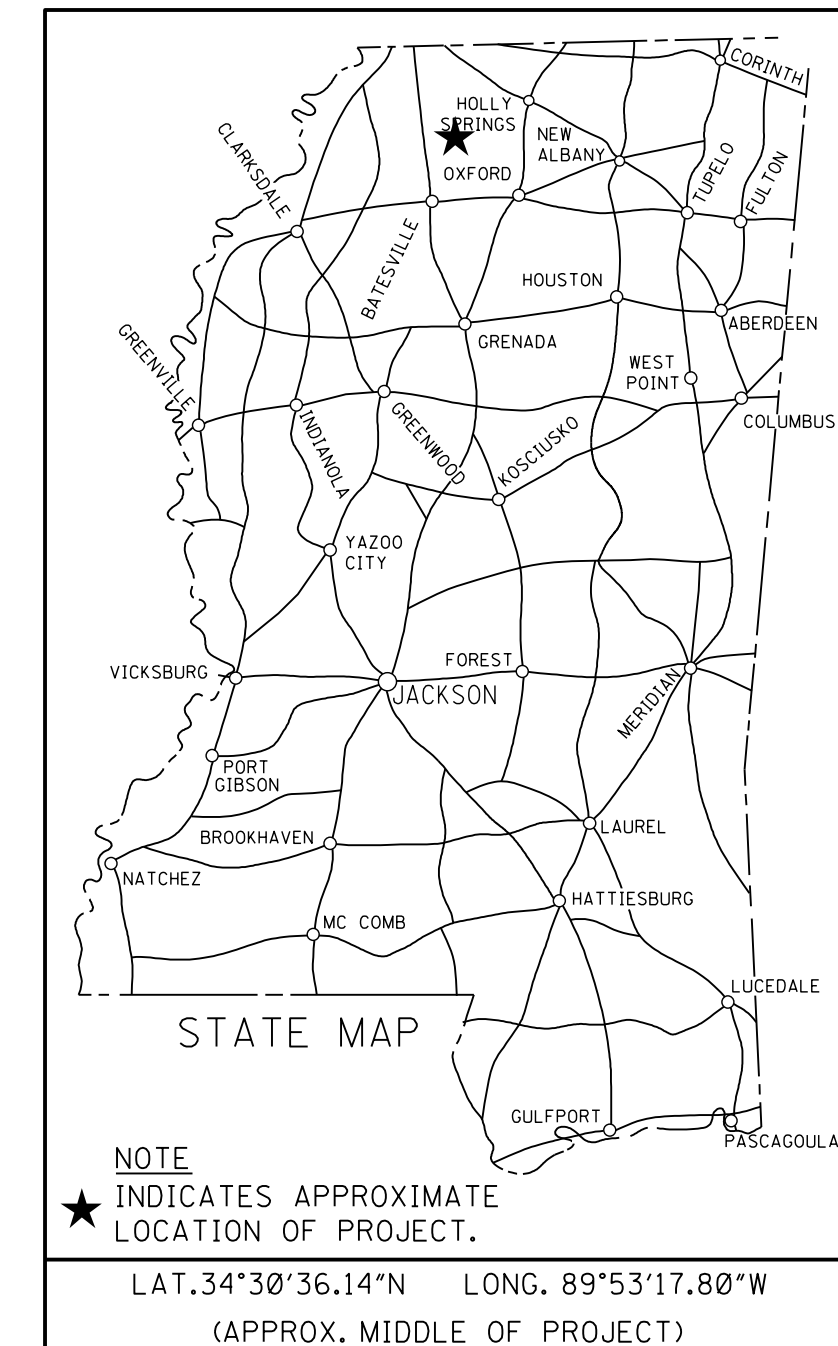 CORINTH
HOLLY
SPRINGS
NEW
ALBANY
OXFORD
CLARKSDALE
TUPELO
FULTON
BATESVILLE
HOUSTON
ABERDEEN
GRENADA
GREENVILLE
WEST
POINT
COLUMBUS
INDIANOLA
GREENWOOD
KOSCIUSKO
YAZOO
CITY
VICKSBURG
FOREST
JACKSON
MERIDIAN
PORT
GIBSON
BROOKHAVEN
LAUREL
NATCHEZ
HATTIESBURG
MC COMB
LUCEDALE
STATE MAP
GULFPORT
PASCAGOULA
NOTE
INDICATES APPROXIMATE
LOCATION OF PROJECT.
LAT.34°30'36.14"N LONG. 89°53'17.80"W
(APPROX. MIDDLE OF PROJECT)